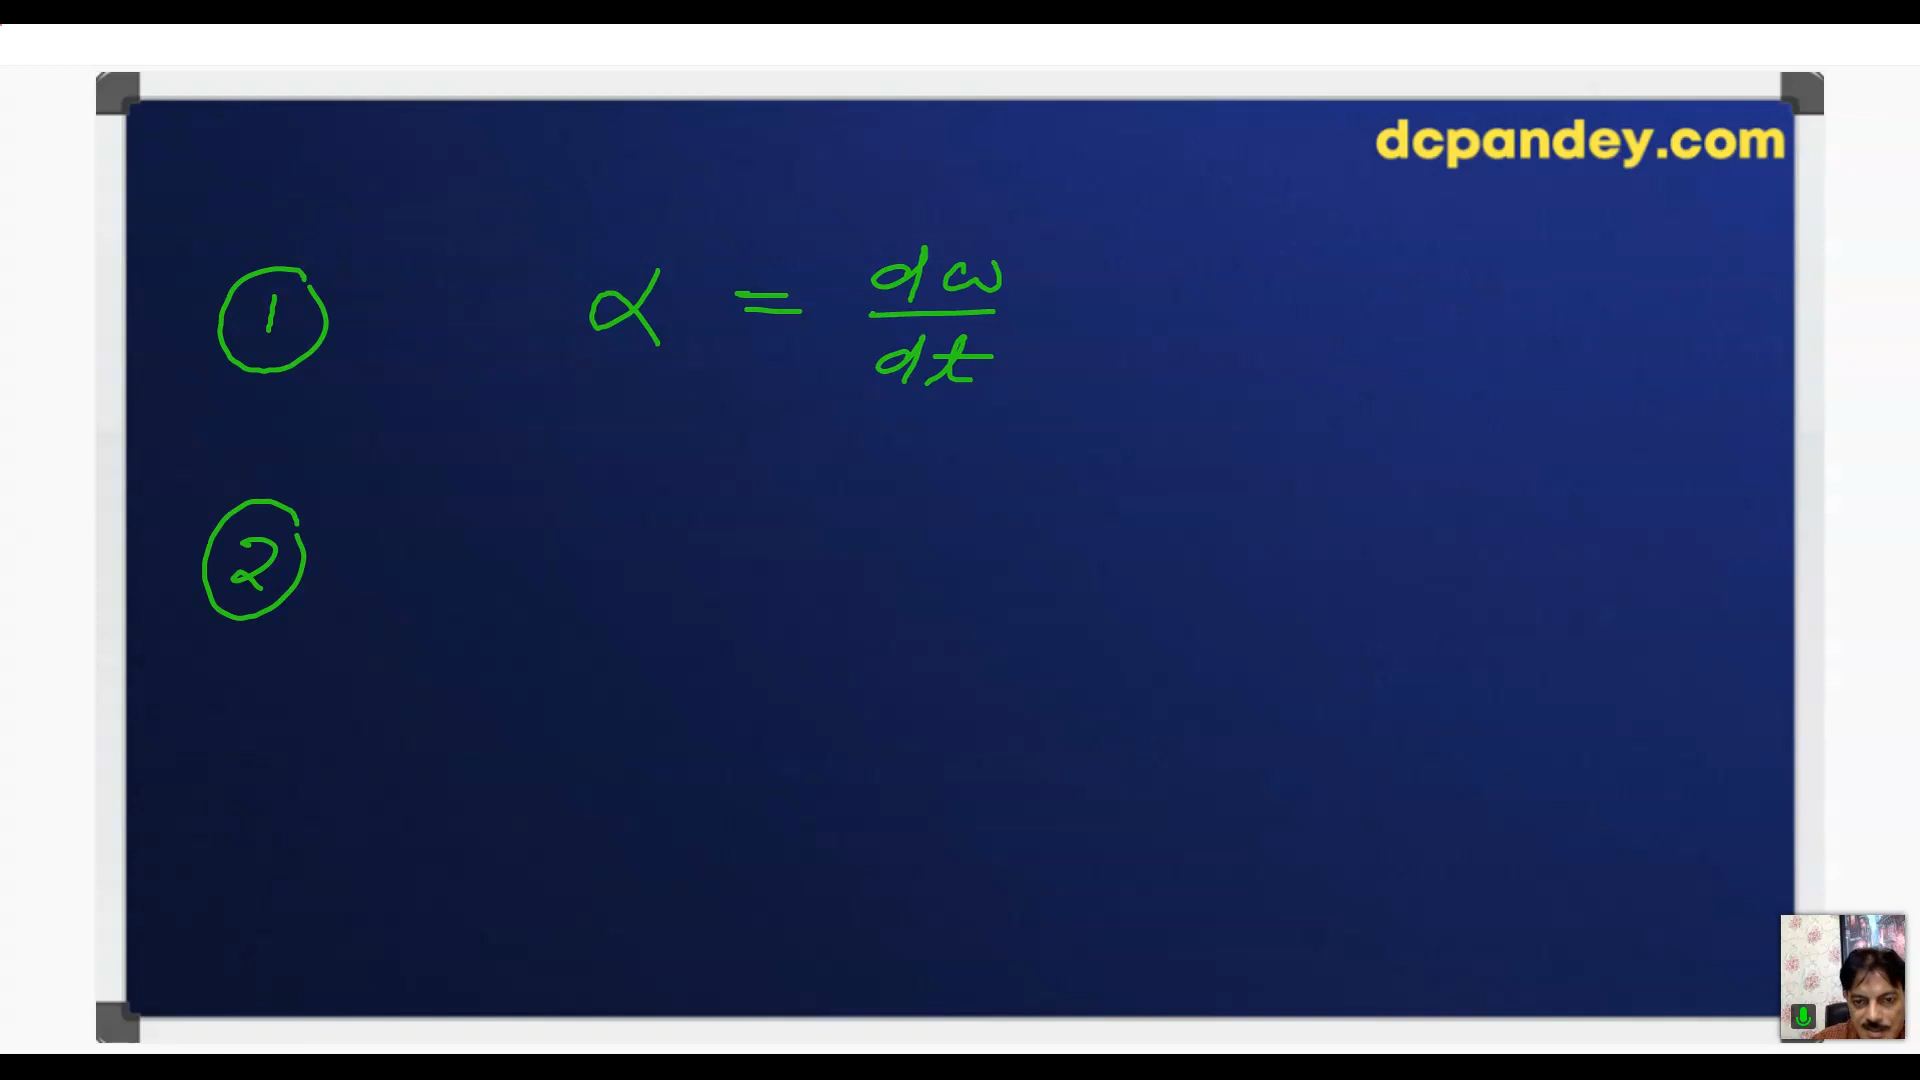 dcpandey.com
① α = dω/dt
②